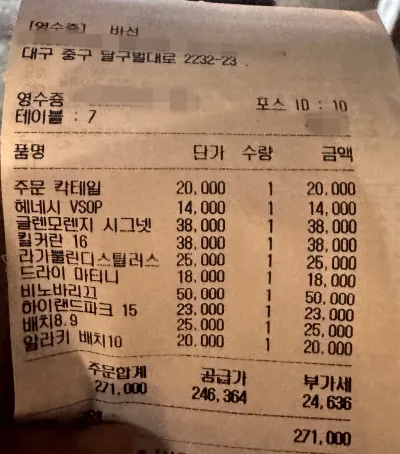 [영수증] 바선
대구 중구 달구벌대로 2232-23
영수증 포스 ID : 10
테이블 : 7
품명 단가 수량 금액
주문 칵테일 20,000 1 20,000
헤네시 VSOP 14,000 1 14,000
글렌모렌지 시그넷 38,000 1 38,000
킬커란 16 38,000 1 38,000
라가불린디스틸러스 25,000 1 25,000
드라이 마티니 18,000 1 18,000
비노바리끄 50,000 1 50,000
하이랜드파크 15 23,000 1 23,000
배치8.9 25,000 1 25,000
알라키 배치10 20,000 1 20,000
주문합계 공급가 부가세
271,000 246,364 24,636
271,000